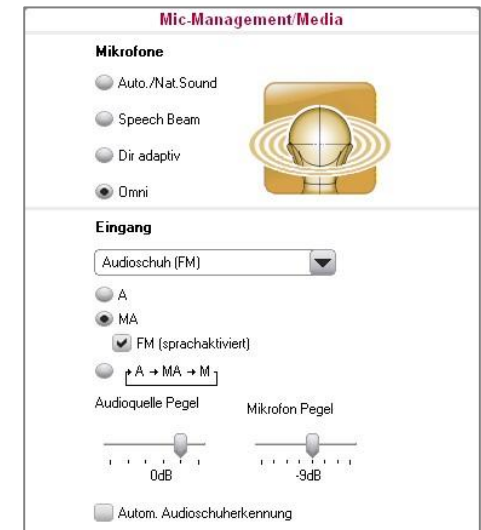 Mic-Management/Media
Mikrofone
Auto./Nat.Sound
Speech Beam
Dir adaptiv
Omni
Eingang
Audioschuh (FM)
A
MA
FM (sprachaktiviert)
A → MA → M
Audioquelle Pegel
Mikrofon Pegel
0dB
-9dB
Autom. Audioschuherkennung